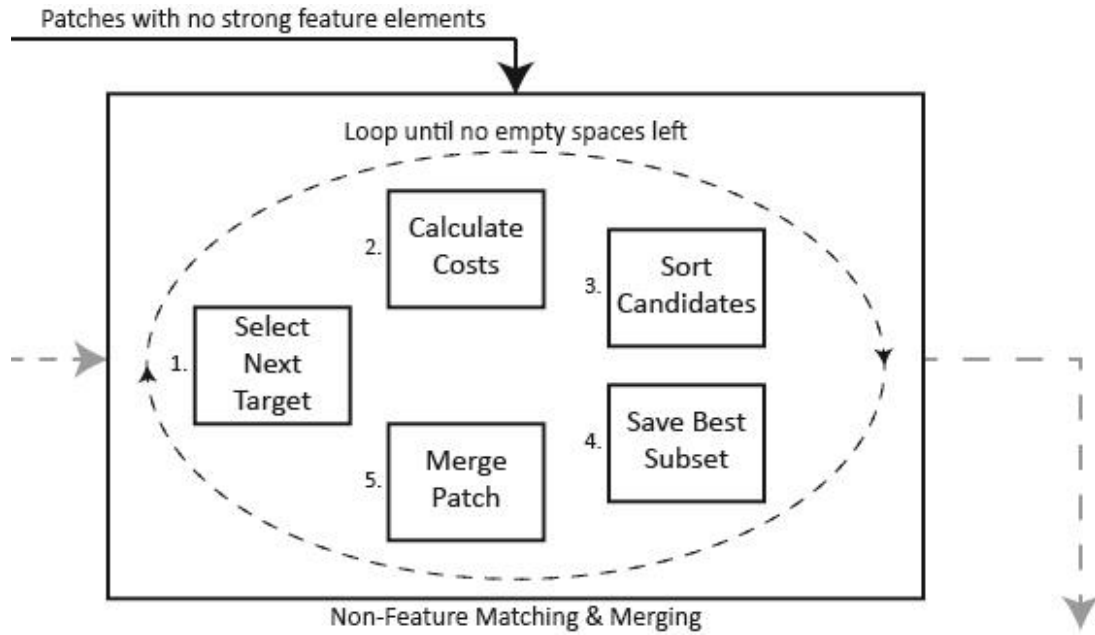 Patches with no strong feature elements
Loop until no empty spaces left
1.
Select
Next
Target
2.
Calculate
Costs
3.
Sort
Candidates
4.
Save Best
Subset
5.
Merge
Patch
Non-Feature Matching & Merging